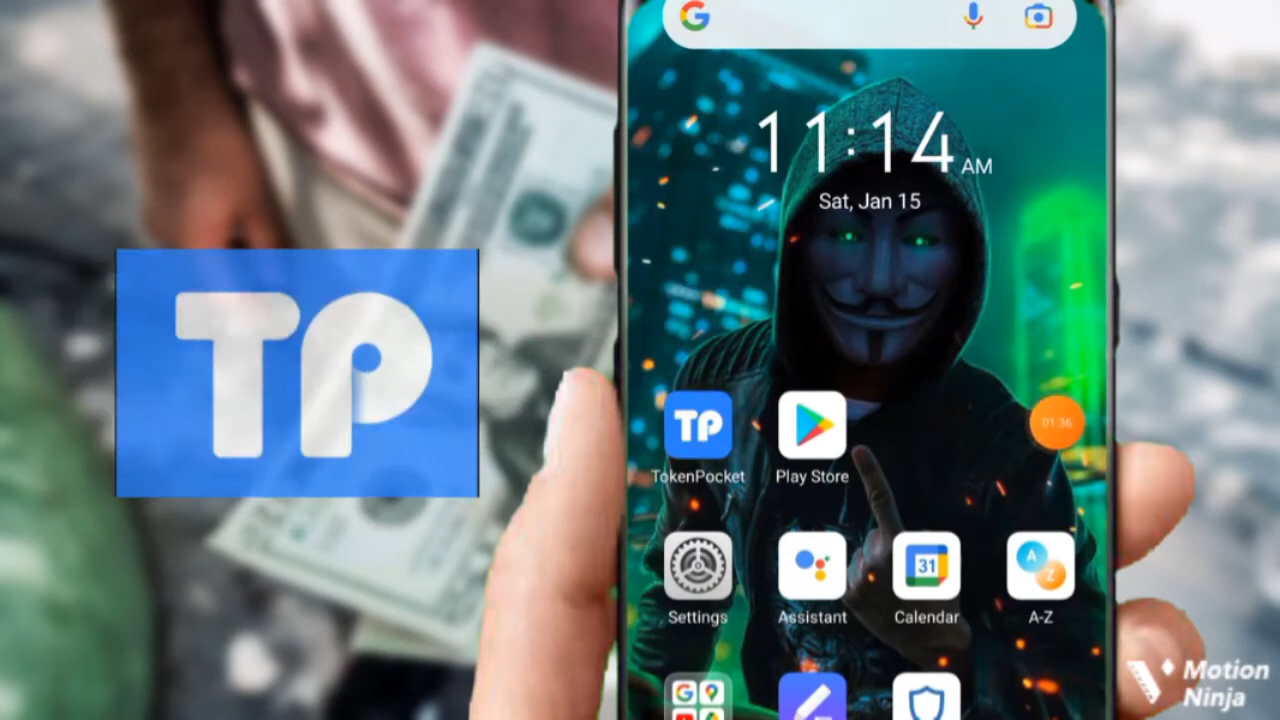 11:14 AM
Sat, Jan 15
TP
TP
01:36
TokenPocket
Play Store
31
A
Z
Settings
Assistant
Calendar
A-Z
G
Motion
Ninja